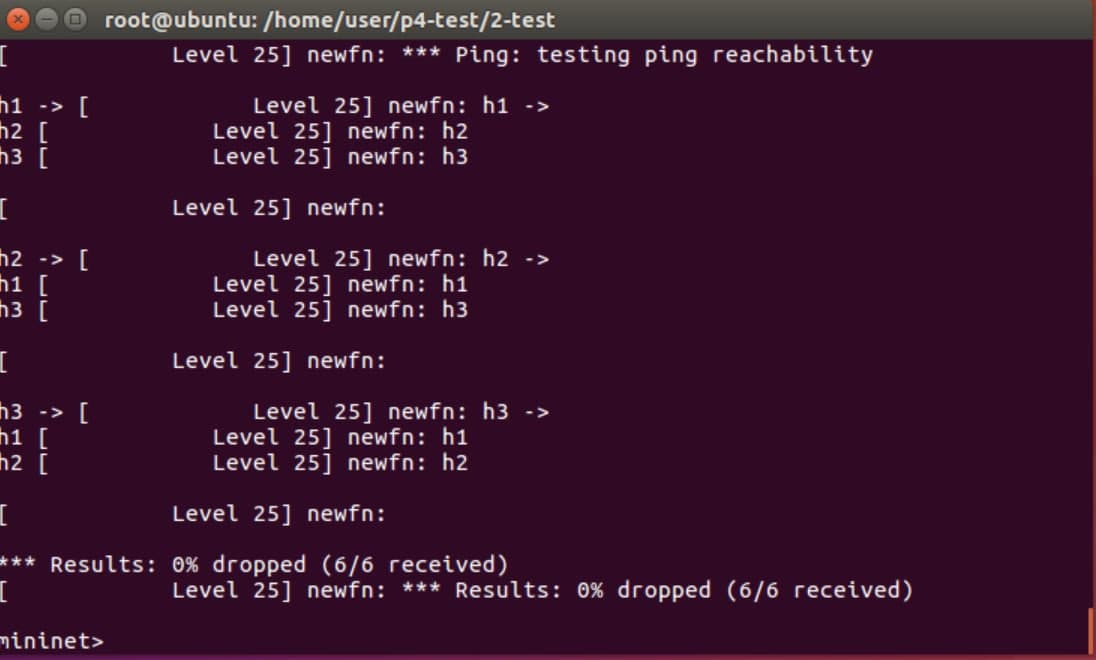 root@ubuntu: /home/user/p4-test/2-test
[            Level 25] newfn: *** Ping: testing ping reachability
h1 -> [            Level 25] newfn: h1 ->
h2 [            Level 25] newfn: h2
h3 [            Level 25] newfn: h3
[            Level 25] newfn:
h2 -> [            Level 25] newfn: h2 ->
h1 [            Level 25] newfn: h1
h3 [            Level 25] newfn: h3
[            Level 25] newfn:
h3 -> [            Level 25] newfn: h3 ->
h1 [            Level 25] newfn: h1
h2 [            Level 25] newfn: h2
[            Level 25] newfn:
*** Results: 0% dropped (6/6 received)
[            Level 25] newfn: *** Results: 0% dropped (6/6 received)
mininet>